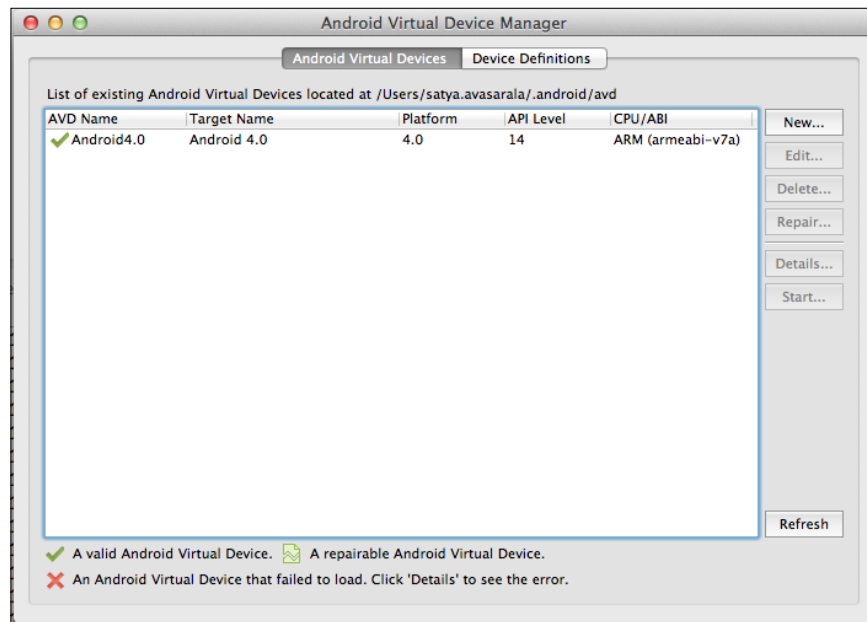 Android Virtual Device Manager
Android Virtual Devices Device Definitions
List of existing Android Virtual Devices located at /Users/satya.avasarala/.android/avd
AVD Name Target Name Platform API Level CPU/ABI
Android4.0 Android 4.0 4.0 14 ARM (armeabi-v7a)
New...
Edit...
Delete...
Repair...
Details...
Start...
Refresh
A valid Android Virtual Device. A repairable Android Virtual Device.
An Android Virtual Device that failed to load. Click 'Details' to see the error.